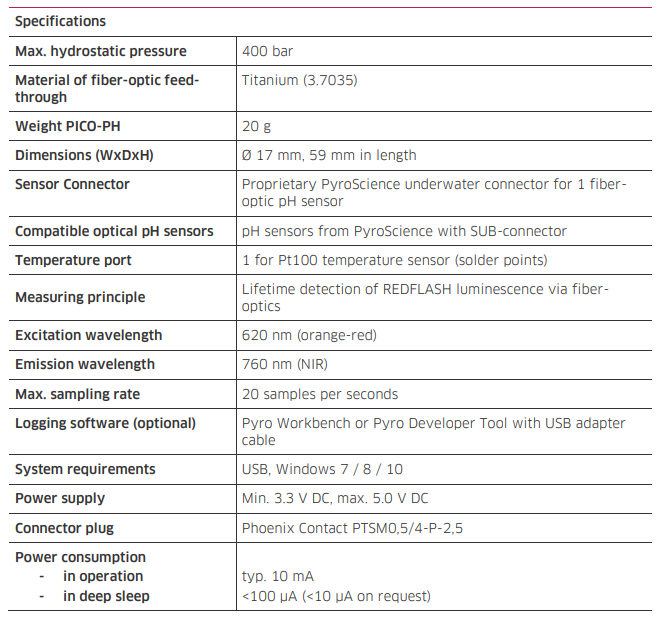 Specifications
Max. hydrostatic pressure 400 bar
Material of fiber-optic feed- Titanium (3.7035)
through
Weight PICO-PH 20 g
Dimensions (WxDxH) Ø 17 mm, 59 mm in length
Sensor Connector Proprietary PyroScience underwater connector for 1 fiber-
optic pH sensor
Compatible optical pH sensors pH sensors from PyroScience with SUB-connector
Temperature port 1 for Pt100 temperature sensor (solder points)
Measuring principle Lifetime detection of REDFLASH luminescence via fiber-
optics
Excitation wavelength 620 nm (orange-red)
Emission wavelength 760 nm (NIR)
Max. sampling rate 20 samples per seconds
Logging software (optional) Pyro Workbench or Pyro Developer Tool with USB adapter
cable
System requirements USB, Windows 7 / 8 / 10
Power supply Min. 3.3 V DC, max. 5.0 V DC
Connector plug Phoenix Contact PTSM0,5/4-P-2,5
Power consumption
- in operation typ. 10 mA
- in deep sleep <100 µA (<10 µA on request)